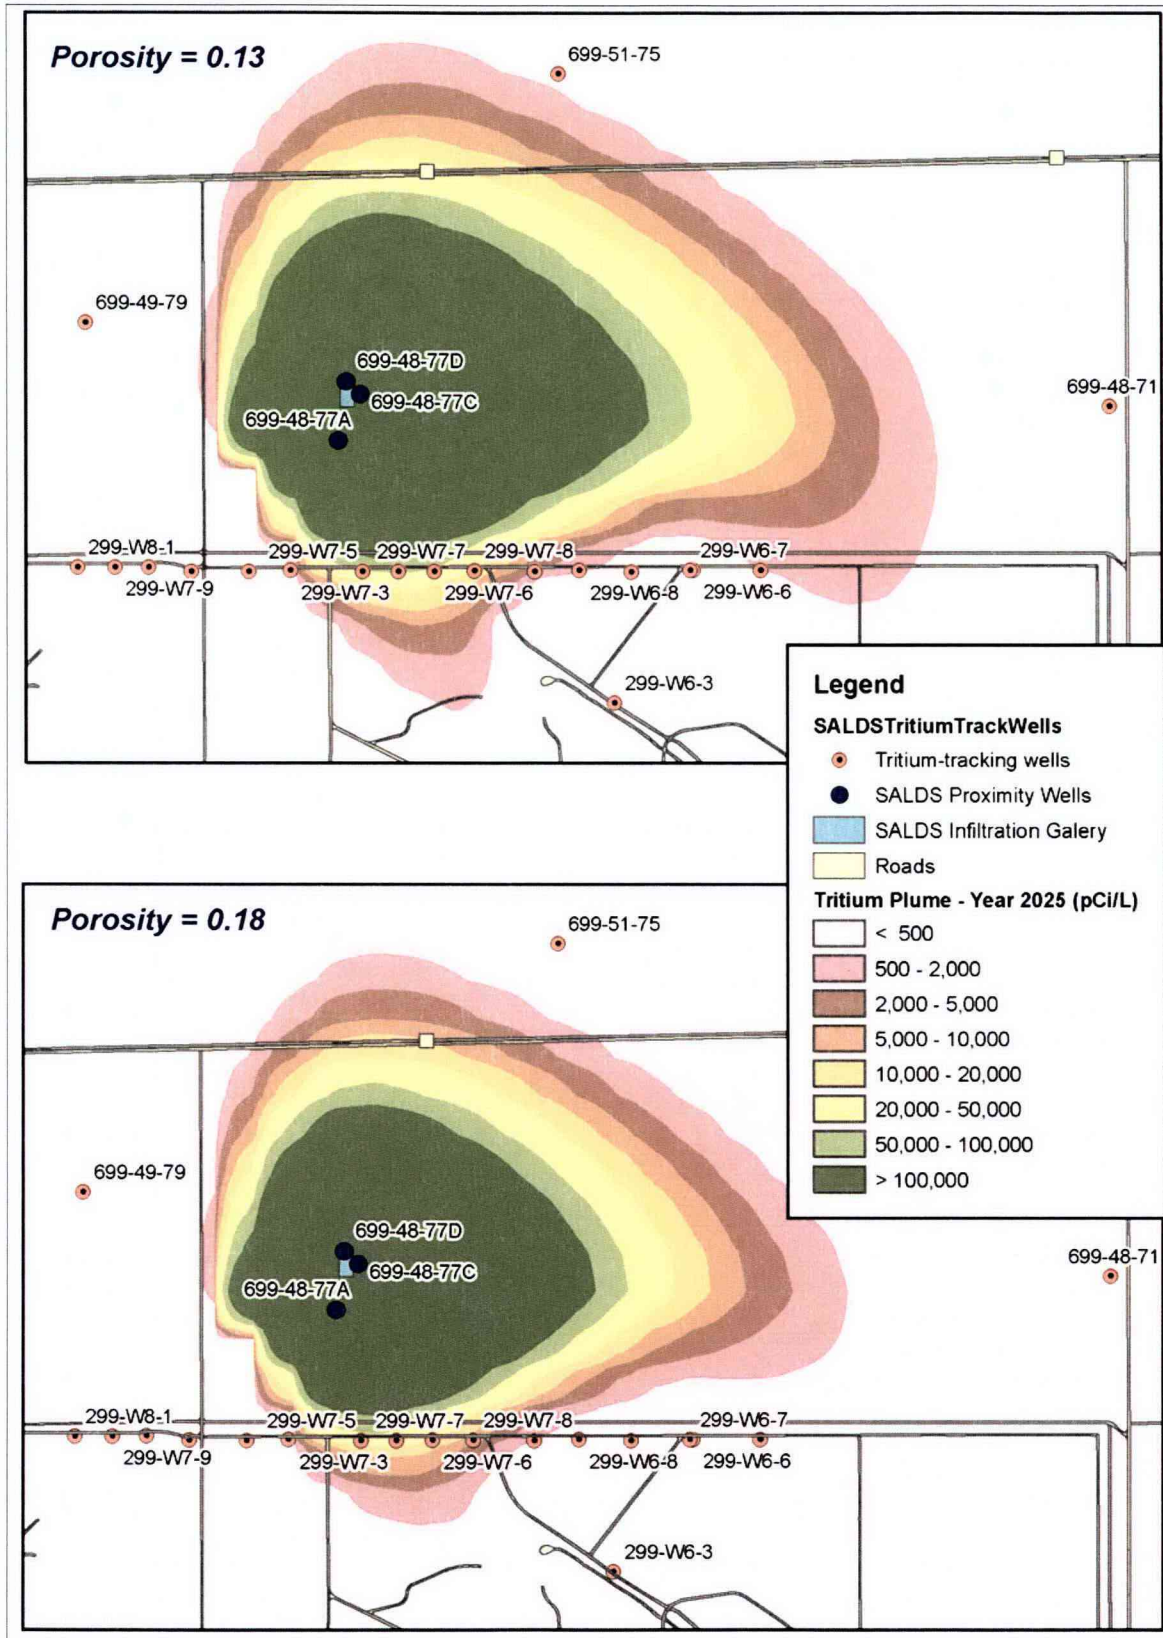 Porosity = 0.13
699-51-75
699-49-79
699-48-77D
699-48-77C
699-48-71
699-48-77A
299-W8-1
299-W7-5
299-W7-7
299-W7-8
299-W6-7
299-W7-9
299-W7-3
299-W7-6
299-W6-8
299-W6-6
299-W6-3
Legend
SALDSTritiumTrackWells
Tritium-tracking wells
SALDS Proximity Wells
SALDS Infiltration Galery
Roads
Tritium Plume - Year 2025 (pCi/L)
< 500
500 - 2,000
2,000 - 5,000
5,000 - 10,000
10,000 - 20,000
20,000 - 50,000
50,000 - 100,000
> 100,000
Porosity = 0.18
699-51-75
699-49-79
699-48-77D
699-48-77C
699-48-71
699-48-77A
299-W8-1
299-W7-5
299-W7-7
299-W7-8
299-W6-7
299-W7-9
299-W7-3
299-W7-6
299-W6-8
299-W6-6
299-W6-3